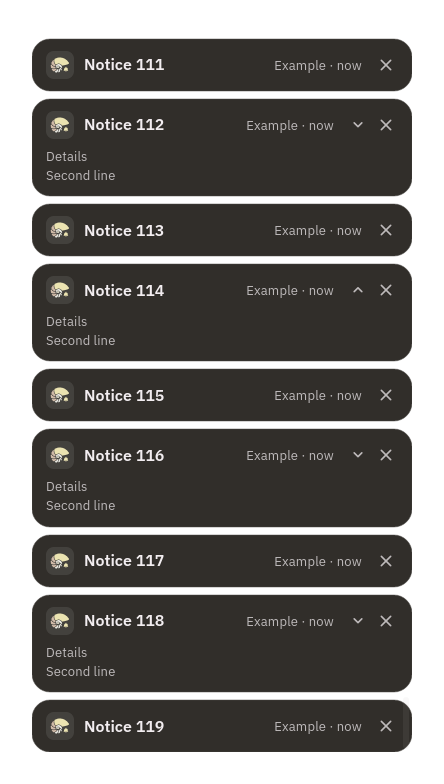 Notice 111 Example · now
Notice 112 Example · now
Details
Second line
Notice 113 Example · now
Notice 114 Example · now
Details
Second line
Notice 115 Example · now
Notice 116 Example · now
Details
Second line
Notice 117 Example · now
Notice 118 Example · now
Details
Second line
Notice 119 Example · now